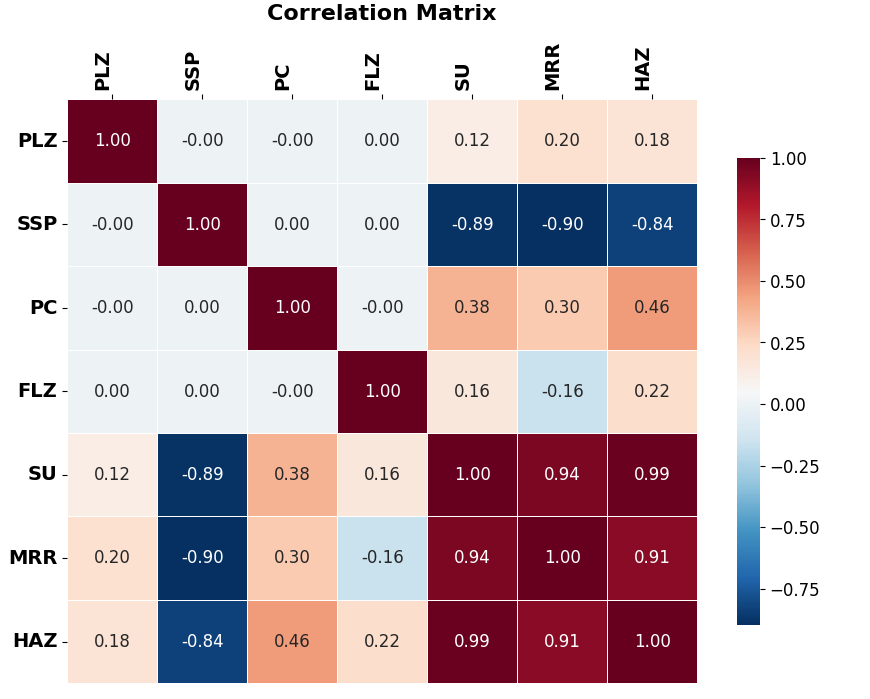 Correlation Matrix
PLZ SSP PC FLZ SU MRR HAZ
PLZ 1.00 -0.00 -0.00 0.00 0.12 0.20 0.18
SSP -0.00 1.00 0.00 0.00 -0.89 -0.90 -0.84
PC -0.00 0.00 1.00 -0.00 0.38 0.30 0.46
FLZ 0.00 0.00 -0.00 1.00 0.16 -0.16 0.22
SU 0.12 -0.89 0.38 0.16 1.00 0.94 0.99
MRR 0.20 -0.90 0.30 -0.16 0.94 1.00 0.91
HAZ 0.18 -0.84 0.46 0.22 0.99 0.91 1.00
1.00
0.75
0.50
0.25
0.00
−0.25
−0.50
−0.75